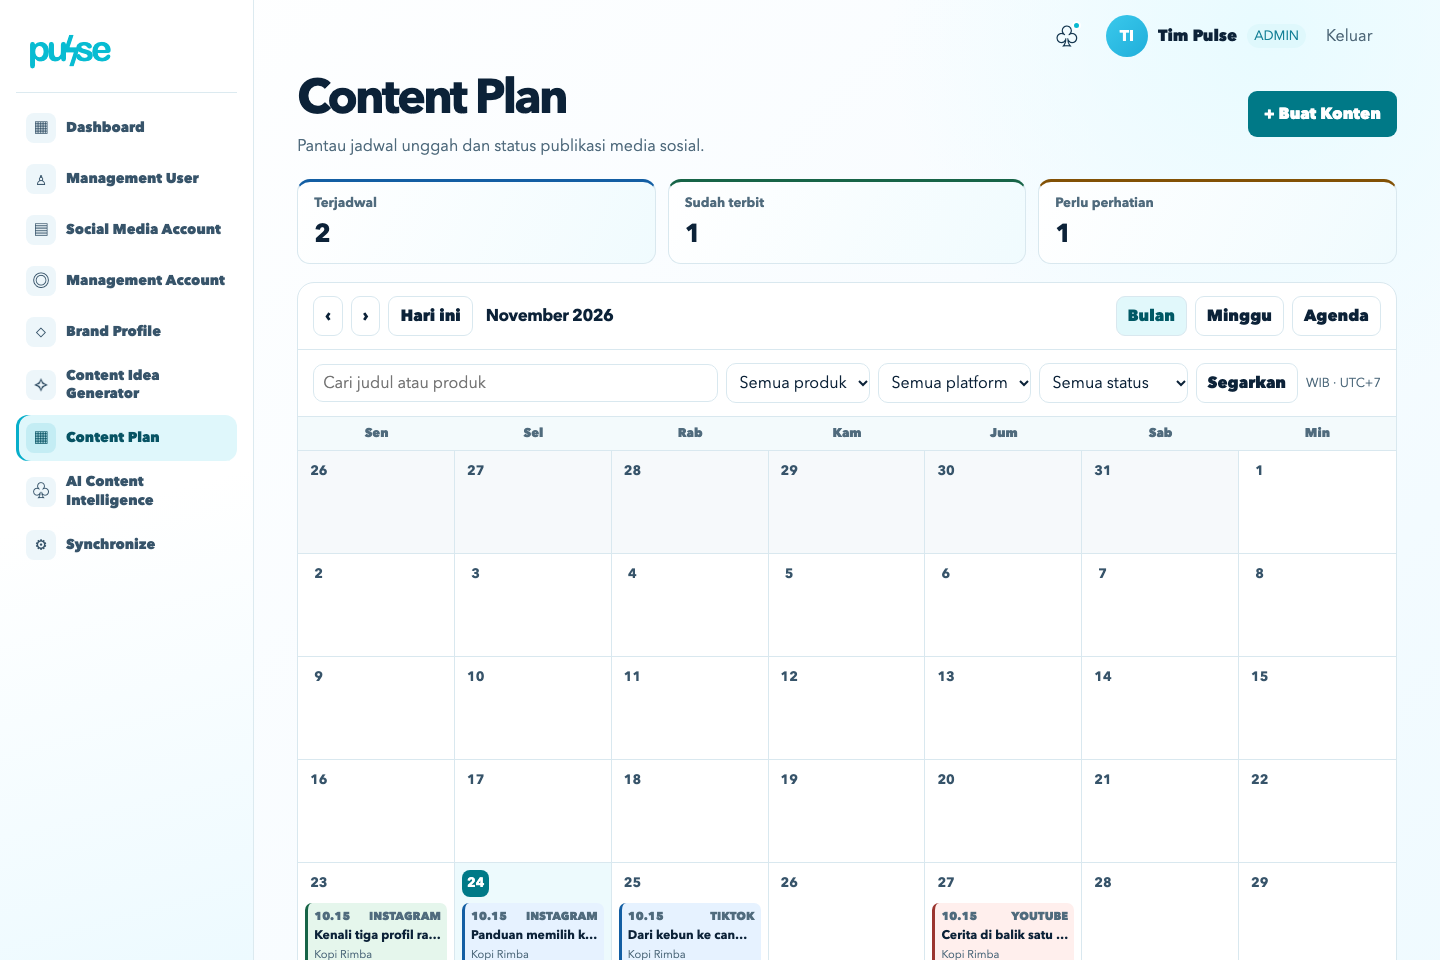 pulse
Dashboard
Management User
Social Media Account
Management Account
Brand Profile
Content Idea
Generator
Content Plan
AI Content
Intelligence
Synchronize
TI Tim Pulse ADMIN Keluar
Content Plan
Pantau jadwal unggah dan status publikasi media sosial.
+ Buat Konten
Terjadwal
2
Sudah terbit
1
Perlu perhatian
1
‹ › Hari ini November 2026 Bulan Minggu Agenda
Cari judul atau produk Semua produk Semua platform Semua status Segarkan WIB · UTC+7
Sen Sel Rab Kam Jum Sab Min
26 27 28 29 30 31 1
2 3 4 5 6 7 8
9 10 11 12 13 14 15
16 17 18 19 20 21 22
23 24 25 26 27 28 29
10.15 INSTAGRAM
Kenali tiga profil ra...
Kopi Rimba
10.15 INSTAGRAM
Panduan memilih k...
Kopi Rimba
10.15 TIKTOK
Dari kebun ke can...
Kopi Rimba
10.15 YOUTUBE
Cerita di balik satu ...
Kopi Rimba